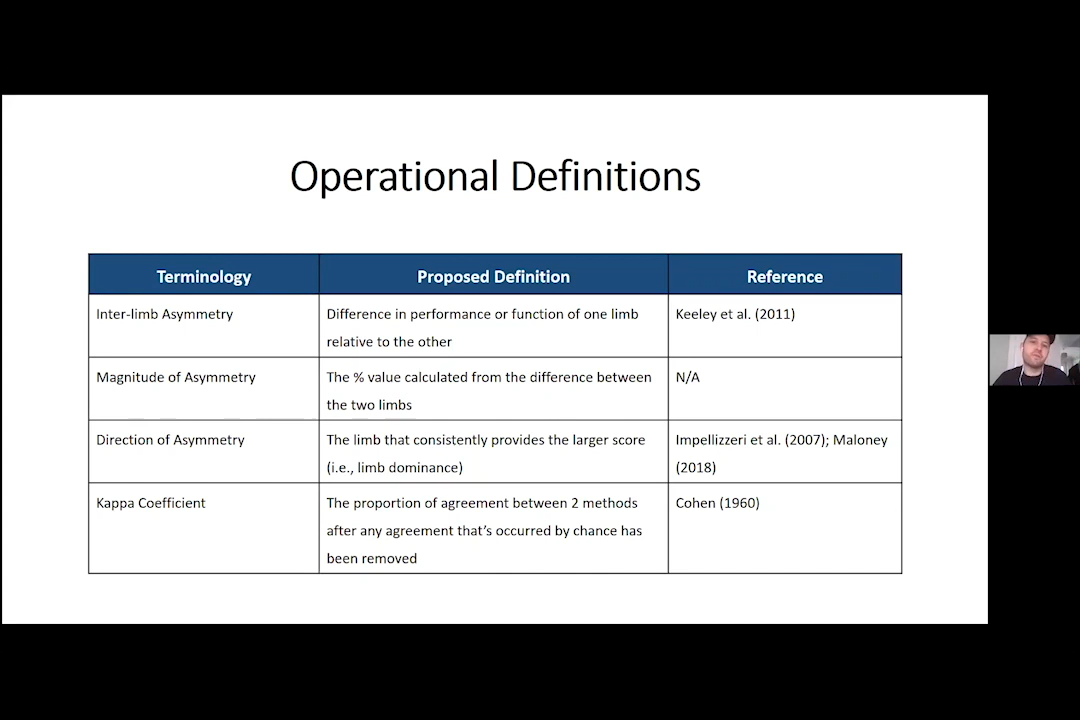 Operational Definitions
Terminology
Proposed Definition
Reference
Inter-limb Asymmetry
Difference in performance or function of one limb
relative to the other
Keeley et al. (2011)
Magnitude of Asymmetry
The % value calculated from the difference between
the two limbs
N/A
Direction of Asymmetry
The limb that consistently provides the larger score
(i.e., limb dominance)
Impellizzeri et al. (2007); Maloney
(2018)
Kappa Coefficient
The proportion of agreement between 2 methods
after any agreement that's occurred by chance has
been removed
Cohen (1960)